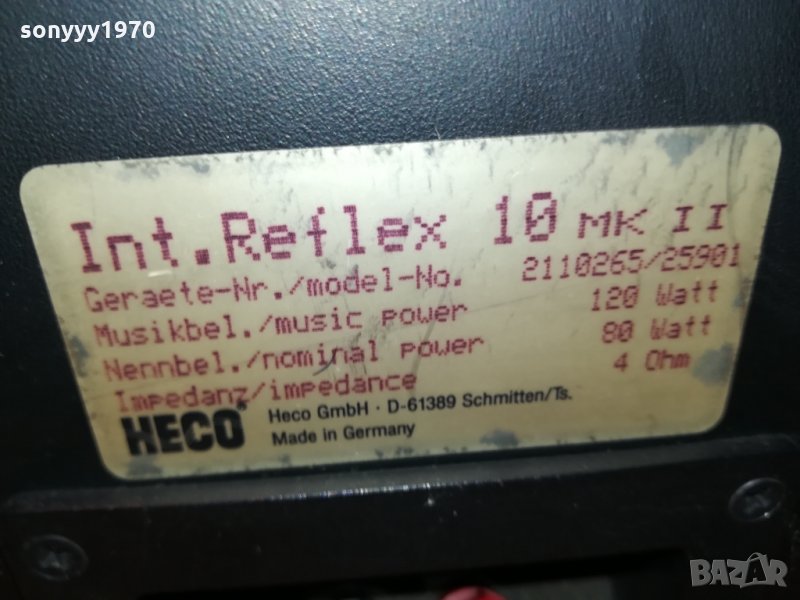 sonyyy1970
Int.Reflex 10 MK II
Geraete-Nr./model-No. 2110265/25901
Musikbel./music power 120 Watt
Nennbel./nominal power 80 Watt
Impedanz/impedance 4 Ohm
HECO® Heco GmbH · D-61389 Schmitten/Ts.
Made in Germany
BAZAR